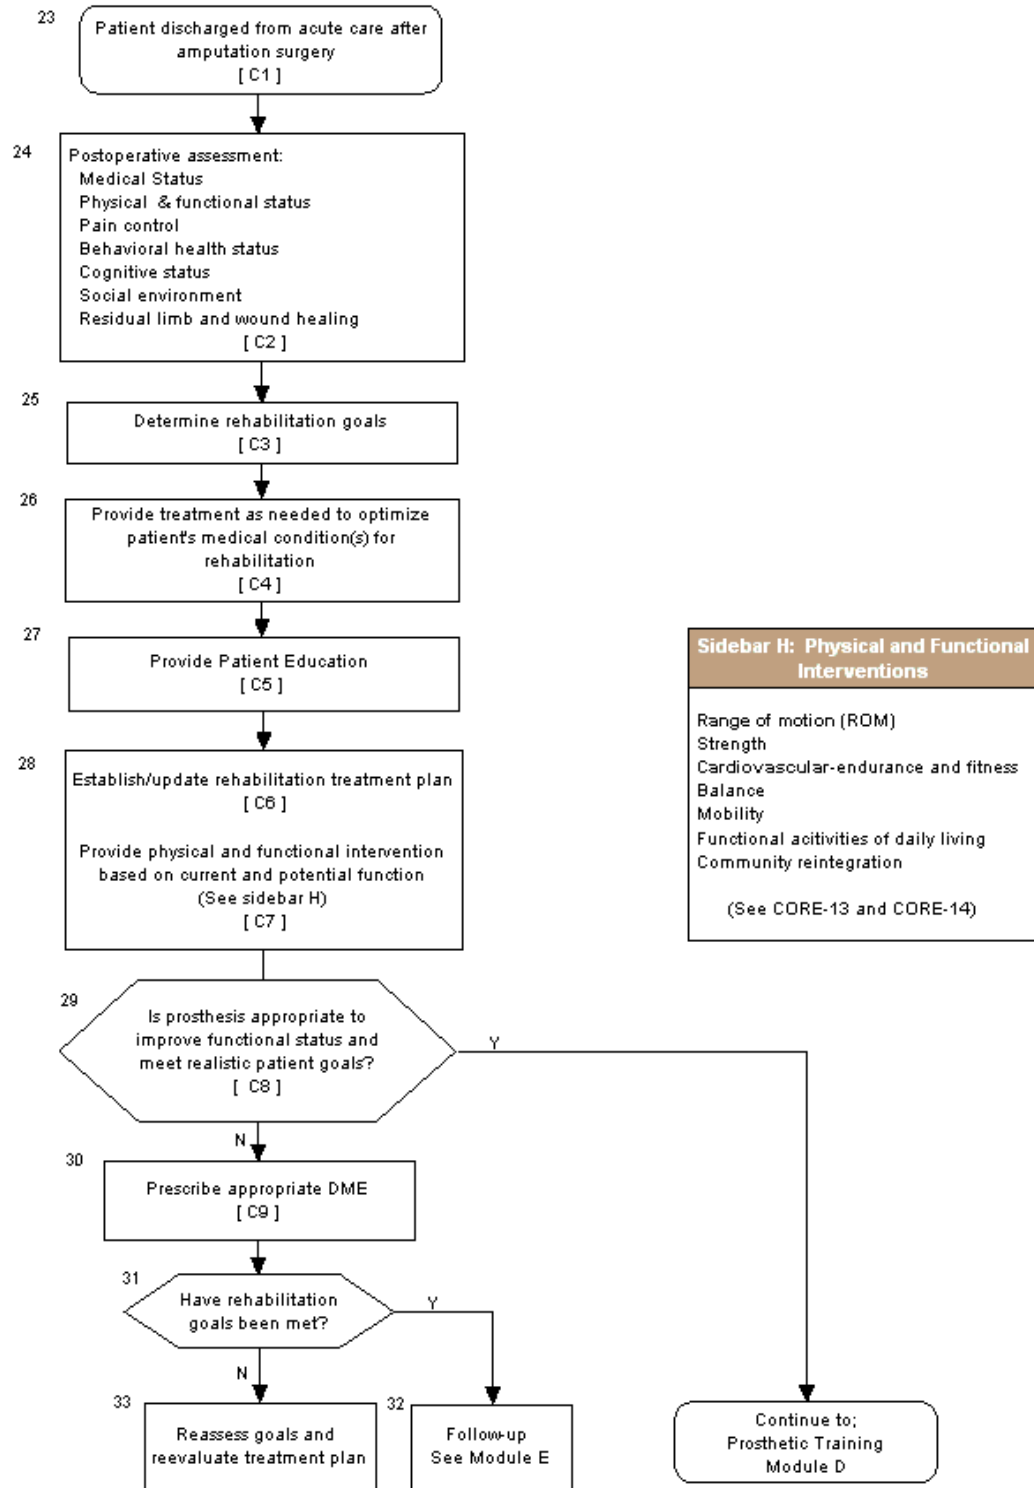 23
Patient discharged from acute care after
amputation surgery
[ C1 ]
24
Postoperative assessment:
Medical Status
Physical & functional status
Pain control
Behavioral health status
Cognitive status
Social environment
Residual limb and wound healing
[ C2 ]
25
Determine rehabilitation goals
[ C3 ]
26
Provide treatment as needed to optimize
patient's medical condition(s) for
rehabilitation
[ C4 ]
27
Provide Patient Education
[ C5 ]
28
Establish/update rehabilitation treatment plan
[ C6 ]
Provide physical and functional intervention
based on current and potential function
(See sidebar H)
[ C7 ]
Sidebar H: Physical and Functional
Interventions
Range of motion (ROM)
Strength
Cardiovascular-endurance and fitness
Balance
Mobility
Functional acitivities of daily living
Community reintegration
(See CORE-13 and CORE-14)
29
Is prosthesis appropriate to
improve functional status and
meet realistic patient goals?
[ C8 ]
Y
N
30
Prescribe appropriate DME
[ C9 ]
31
Have rehabilitation
goals been met?
Y
N
33
Reassess goals and
reevaluate treatment plan
32
Follow-up
See Module E
Continue to;
Prosthetic Training
Module D